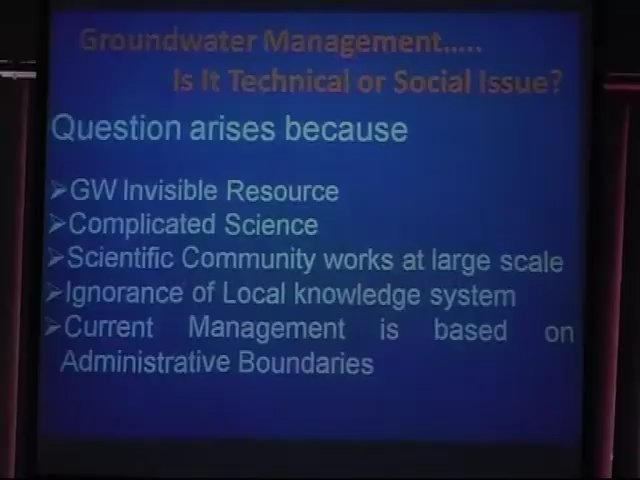 Groundwater Management.....
Is It Technical or Social Issue?
Question arises because
➢GW Invisible Resource
➢Complicated Science
➢Scientific Community works at large scale
➢Ignorance of Local knowledge system
➢Current Management is based on
Administrative Boundaries